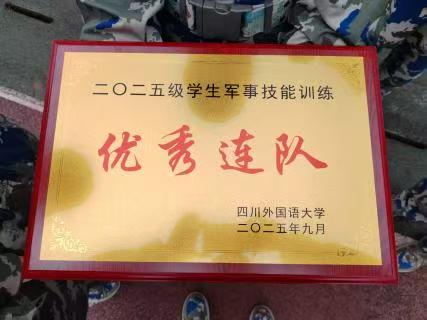 二〇二五级学生军事技能训练
优秀连队
四川外国语大学
二〇二五年九月